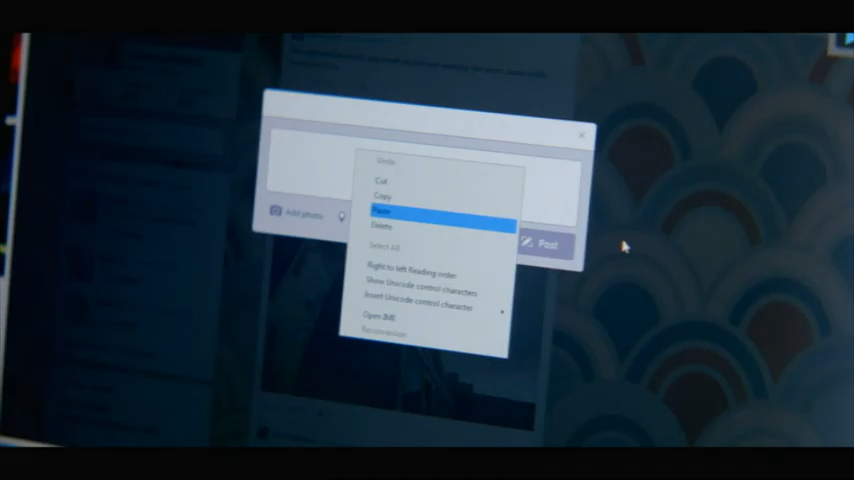 Undo
Cut
Copy
Paste
Delete
Select All
Right to left Reading order
Show Unicode control characters
Insert Unicode control character
Open IME
Reconversion
Add photo
Post